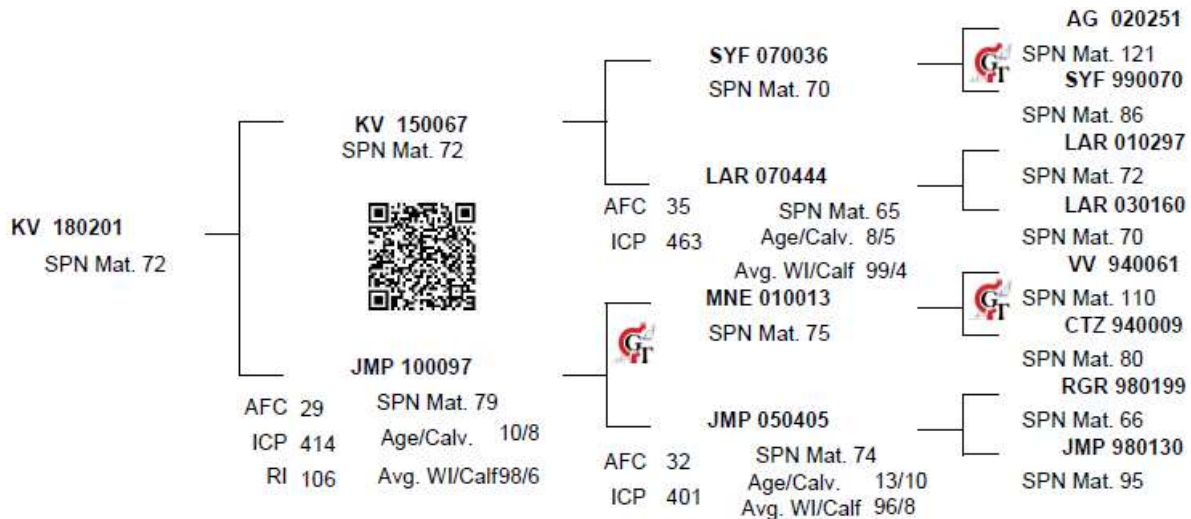 AG 020251
SYF 070036
GT
SPN Mat. 121
SPN Mat. 70
SYF 990070
KV 150067
SPN Mat. 86
SPN Mat. 72
LAR 010297
LAR 070444
SPN Mat. 72
AFC 35
SPN Mat. 65
LAR 030160
KV 180201
ICP 463
Age/Calv. 8/5
SPN Mat. 72
SPN Mat. 70
Avg. WI/Calf 99/4
VV 940061
MNE 010013
GT
SPN Mat. 110
GT
SPN Mat. 75
CTZ 940009
JMP 100097
SPN Mat. 80
AFC 29
SPN Mat. 79
RGR 980199
ICP 414
Age/Calv. 10/8
JMP 050405
SPN Mat. 66
RI 106
Avg. WI/Calf98/6
AFC 32
SPN Mat. 74
JMP 980130
ICP 401
Age/Calv. 13/10
SPN Mat. 95
Avg. WI/Calf 96/8